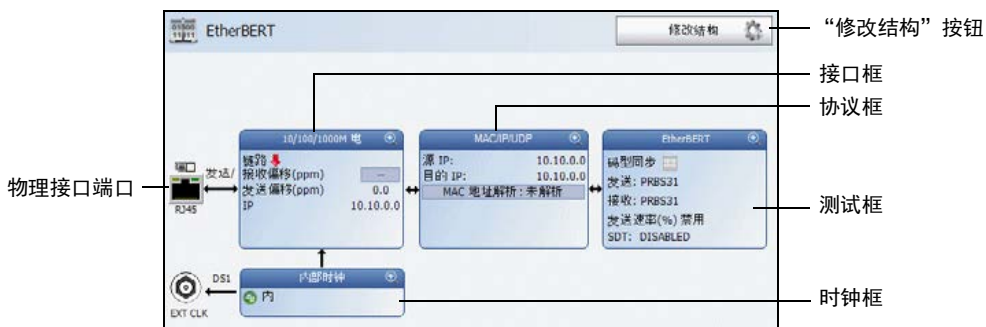 01000
11011
EtherBERT
修改结构
“修改结构”按钮
接口框
协议框
10/100/1000M 电
MAC/IP/UDP
EtherBERT
链路
接收偏移(ppm) --
发送偏移(ppm) 0.0
IP 10.10.0.0
源 IP: 10.10.0.0
目的 IP: 10.10.0.0
MAC 地址解析: 未解析
码型同步 --
发送: PRBS31
接收: PRBS31
发送速率(%) 禁用
SDT: DISABLED
发送/
物理接口端口
RJ45
测试框
内部时钟
内
DS1
EXT CLK
时钟框